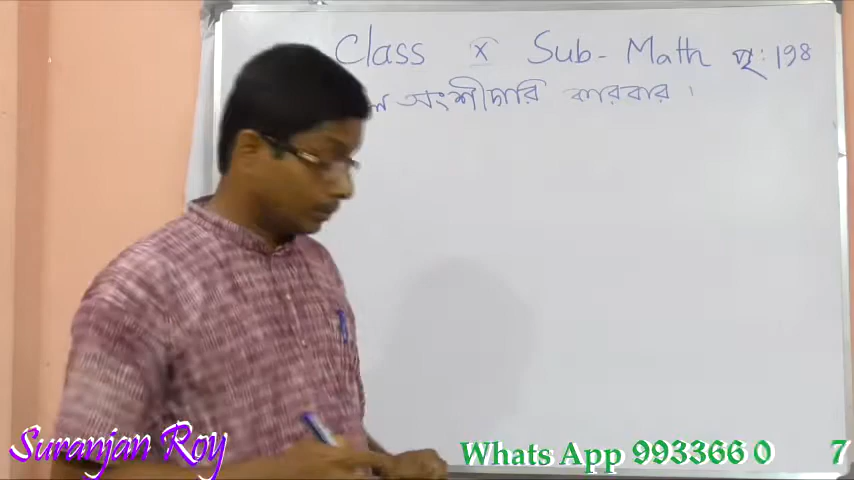 Class X Sub- Math পৃ: 198
অংশীদারি কারবার ।
Suranjan Roy
Whats App 993366 0 7